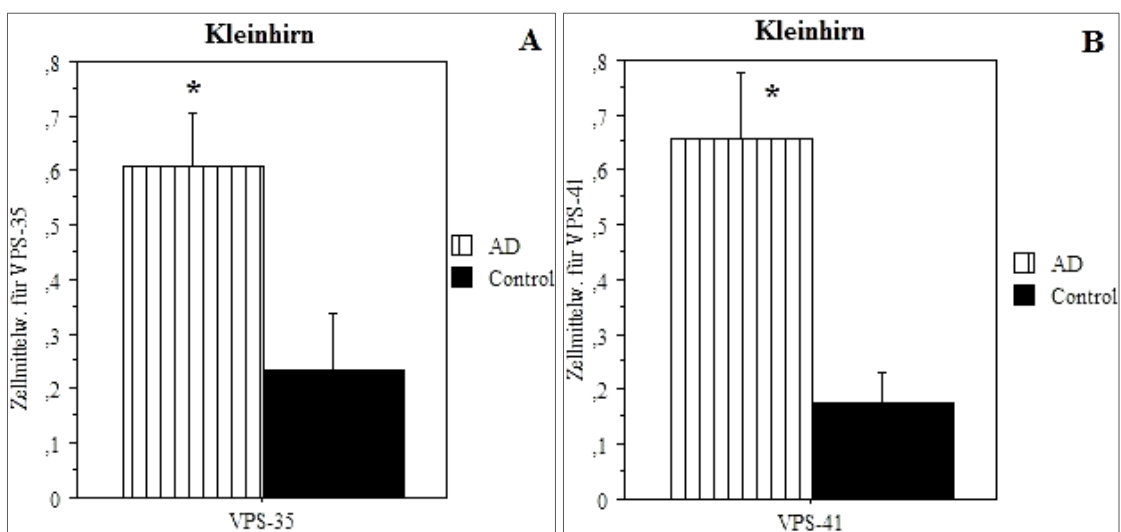 Kleinhirn
A
,8
,7
,6
,5
,4
,3
,2
,1
0
Zellmittelw. für VPS-35
*
VPS-35
AD
Control
Kleinhirn
B
,8
,7
,6
,5
,4
,3
,2
,1
0
Zellmittelw. für VPS-41
*
VPS-41
AD
Control